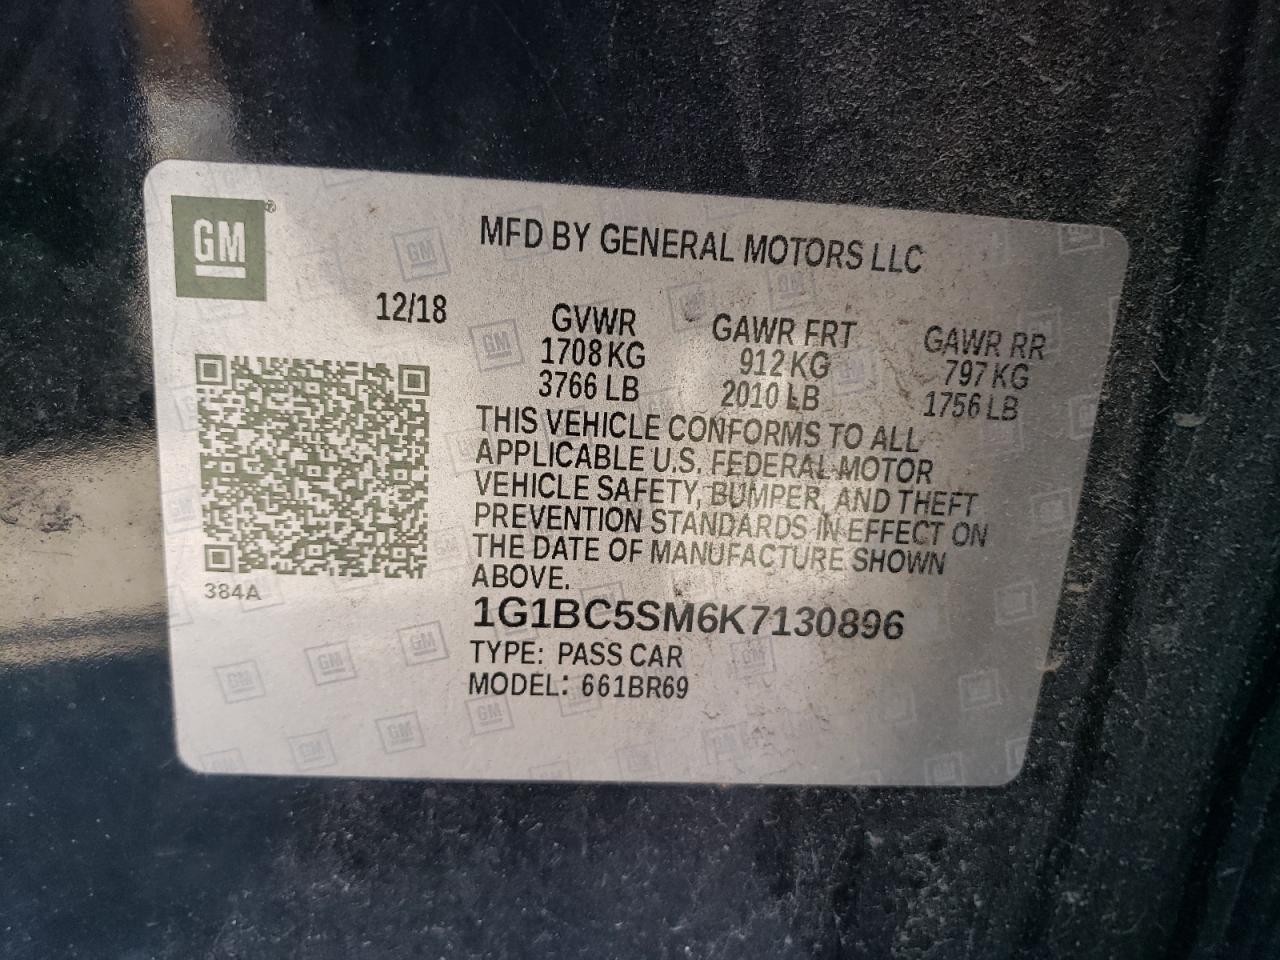 GM
MFD BY GENERAL MOTORS LLC
12/18
GVWR GAWR FRT GAWR RR
1708 KG 912 KG 797 KG
3766 LB 2010 LB 1756 LB
THIS VEHICLE CONFORMS TO ALL
APPLICABLE U.S. FEDERAL MOTOR
VEHICLE SAFETY, BUMPER, AND THEFT
PREVENTION STANDARDS IN EFFECT ON
THE DATE OF MANUFACTURE SHOWN
ABOVE.
384A
1G1BC5SM6K7130896
TYPE: PASS CAR
MODEL: 661BR69